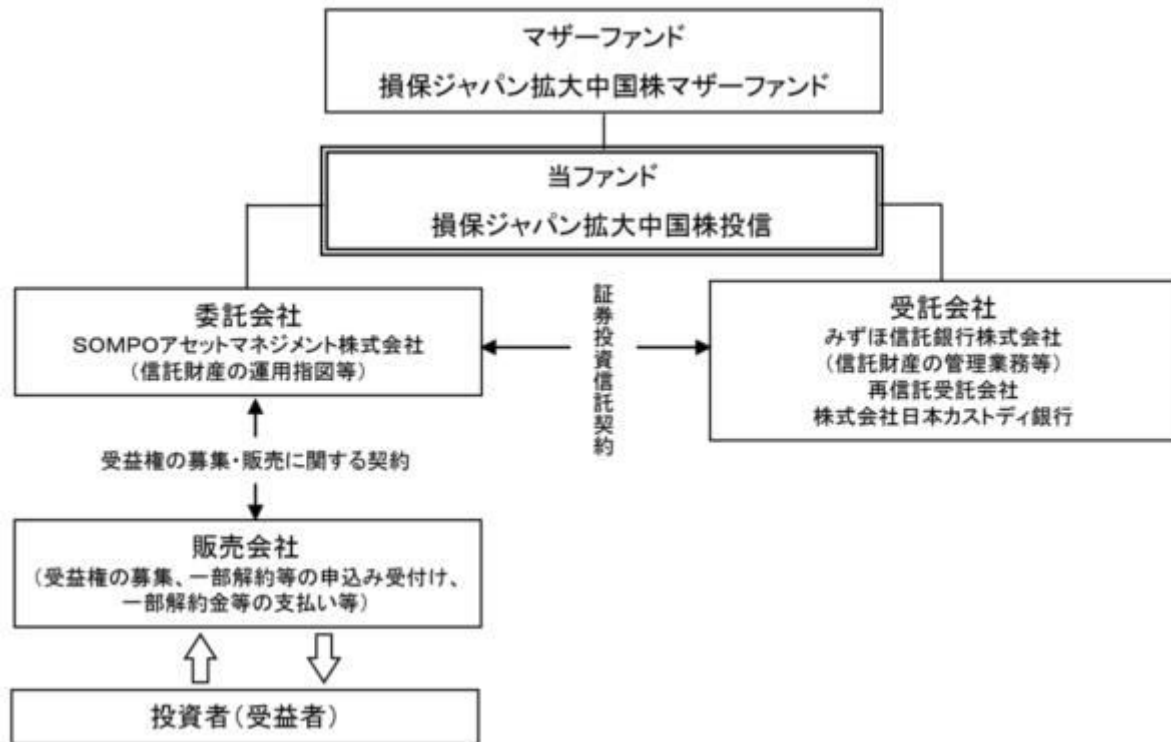 マザーファンド
損保ジャパン拡大中国株マザーファンド
当ファンド
損保ジャパン拡大中国株投信
委託会社
SOMPOアセットマネジメント株式会社
(信託財産の運用指図等)
証券投資信託契約
受託会社
みずほ信託銀行株式会社
(信託財産の管理業務等)
再信託受託会社
株式会社日本カストディ銀行
受益権の募集・販売に関する契約
販売会社
(受益権の募集、一部解約等の申込み受付け、
一部解約金等の支払い等)
投資者(受益者)